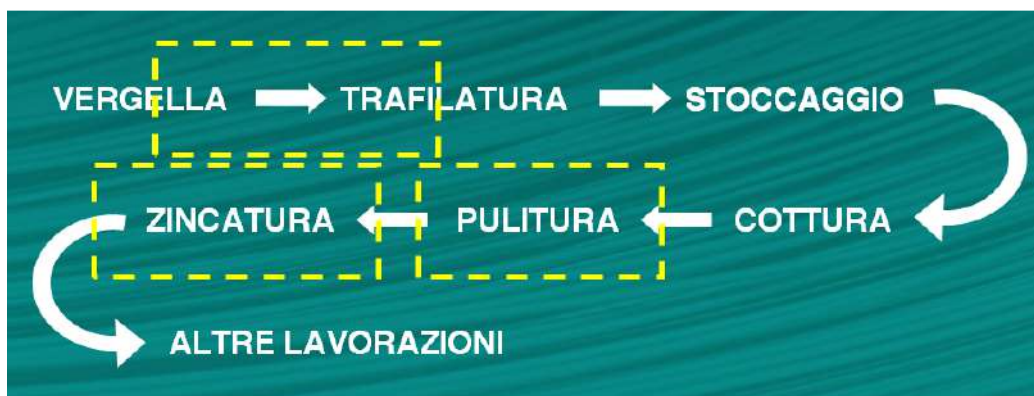 VERGELLA TRAFILATURA STOCCAGGIO
ZINCATURA PULITURA COTTURA
ALTRE LAVORAZIONI